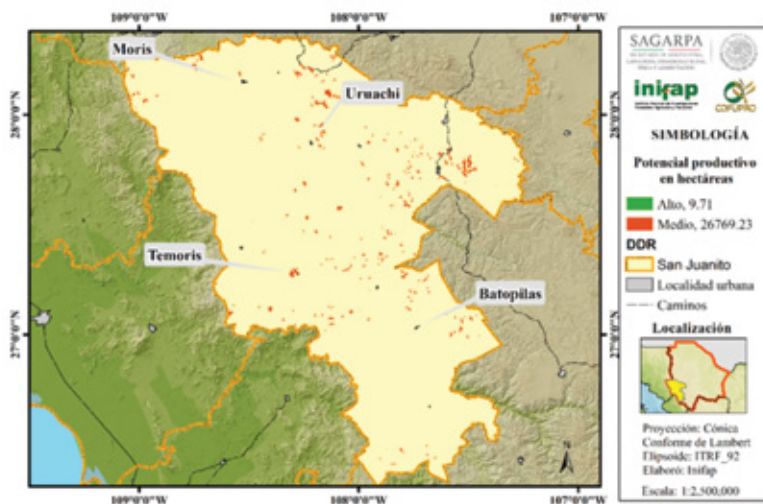 109°0'0"W
108°0'0"W
107°0'0"W
28°0'0"N
27°0'0"N
Moris
Uruachi
Temoris
Batopilas
N
109°0'0"W
108°0'0"W
107°0'0"W
28°0'0"N
27°0'0"N
SAGARPA
inifap
COFUPRO
SIMBOLOGÍA
Potencial productivo
en hectáreas
Alto, 9.71
Medio, 26769.23
DDR
San Juanito
Localidad urbana
Caminos
Localización
Proyección: Cónica
Conforme de Lambert
Elipsoide: ITRF_92
Elaboró: Inifap
Escala: 1:2,500,000